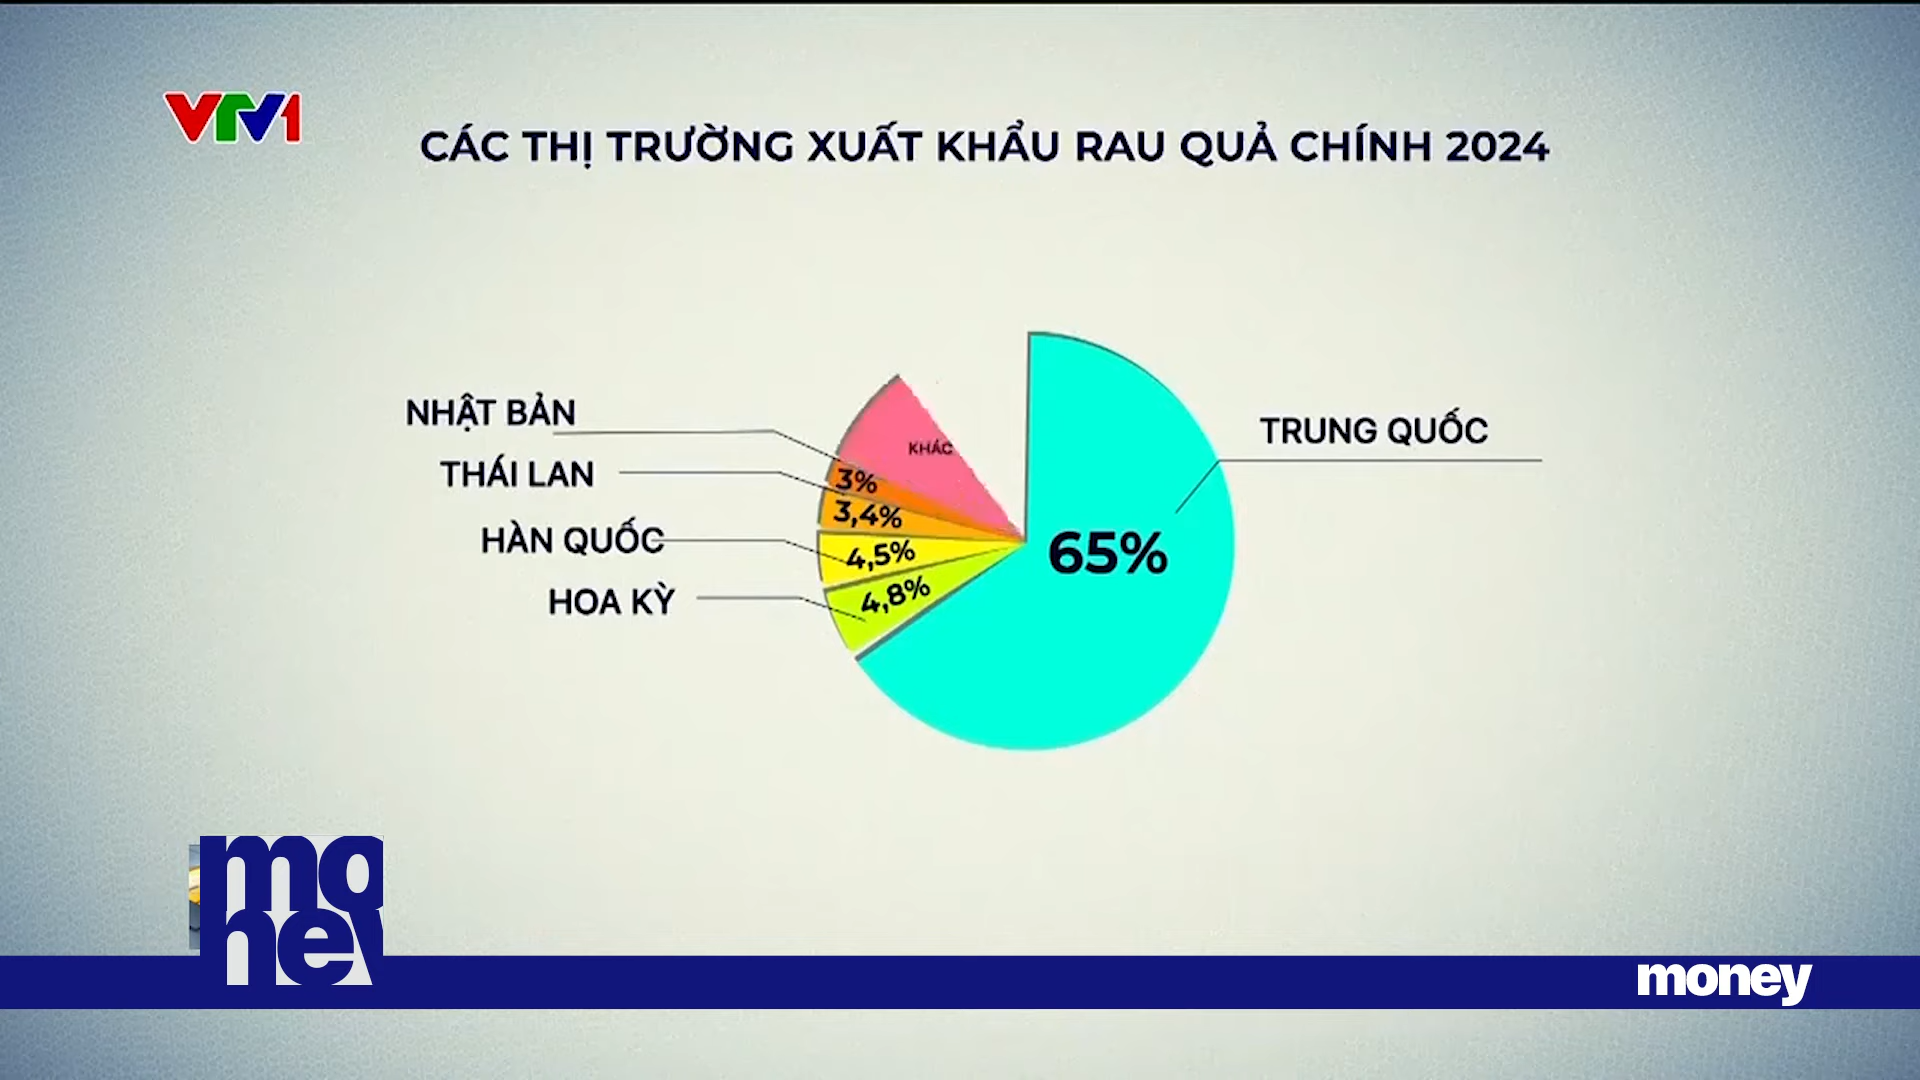 VTV1
CÁC THỊ TRƯỜNG XUẤT KHẨU RAU QUẢ CHÍNH 2024
NHẬT BẢN
THÁI LAN
HÀN QUỐC
HOA KỲ
KHÁC
3%
3,4%
4,5%
4,8%
65%
TRUNG QUỐC
mo
ney
money